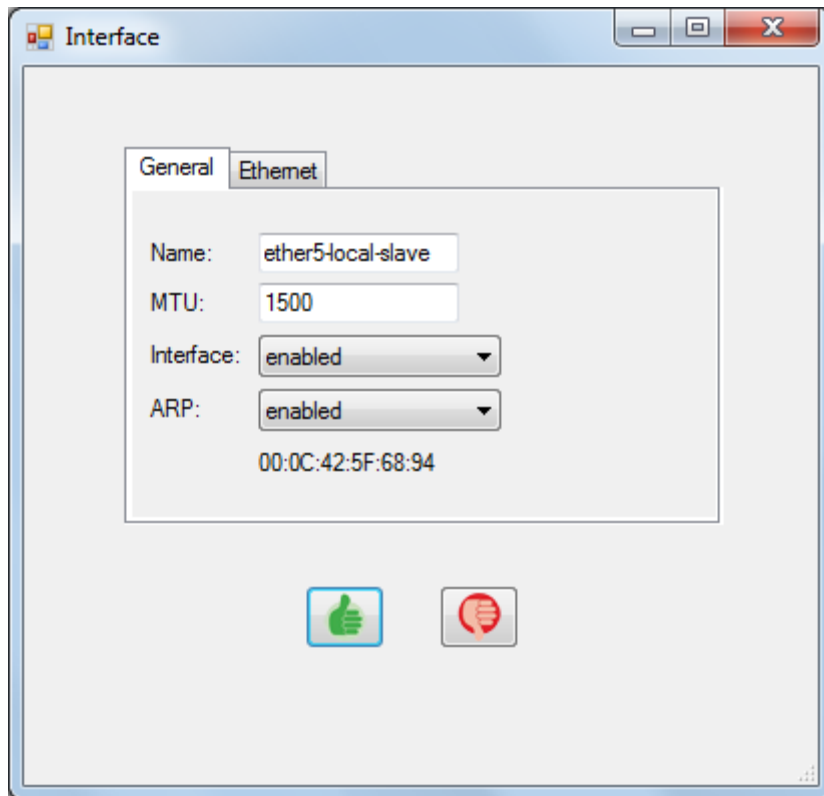 Interface
General Ethernet
Name: ether5-local-slave
MTU: 1500
Interface: enabled
ARP: enabled
00:0C:42:5F:68:94